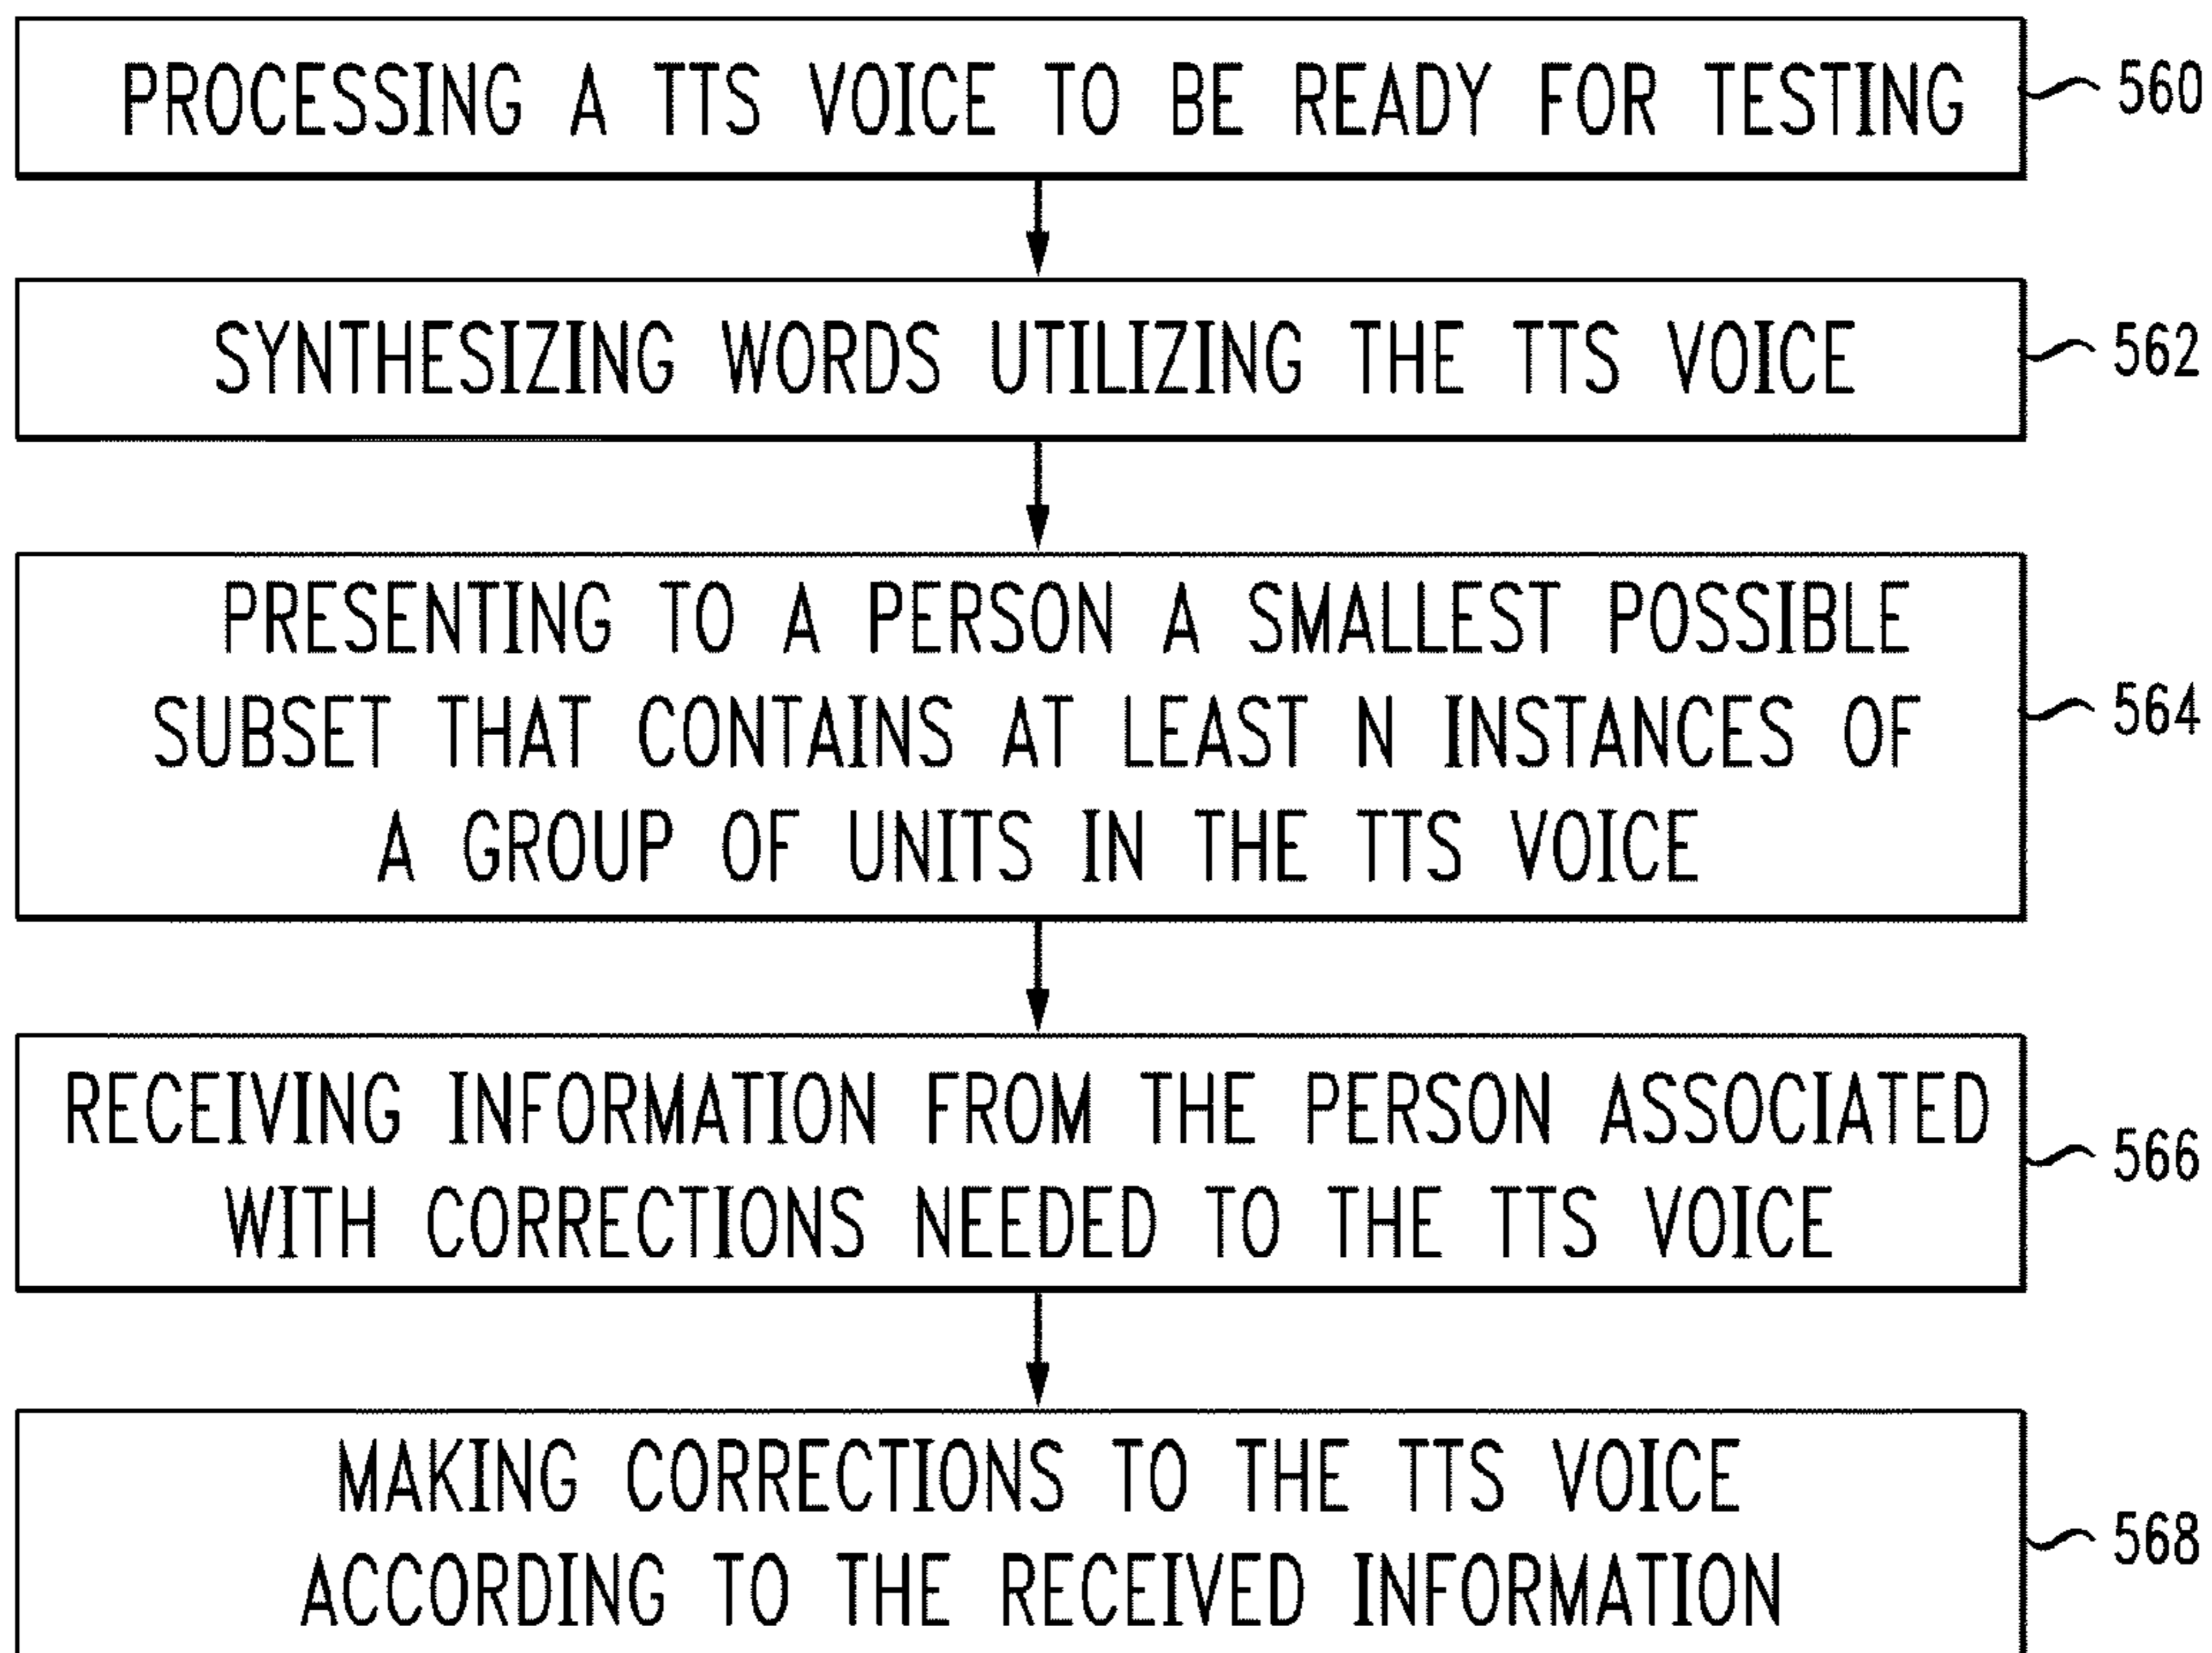 PROCESSING A TTS VOICE TO BE READY FOR TESTING
560
SYNTHESIZING WORDS UTILIZING THE TTS VOICE
562
PRESENTING TO A PERSON A SMALLEST POSSIBLE
SUBSET THAT CONTAINS AT LEAST N INSTANCES OF
A GROUP OF UNITS IN THE TTS VOICE
564
RECEIVING INFORMATION FROM THE PERSON ASSOCIATED
WITH CORRECTIONS NEEDED TO THE TTS VOICE
566
MAKING CORRECTIONS TO THE TTS VOICE
ACCORDING TO THE RECEIVED INFORMATION
568